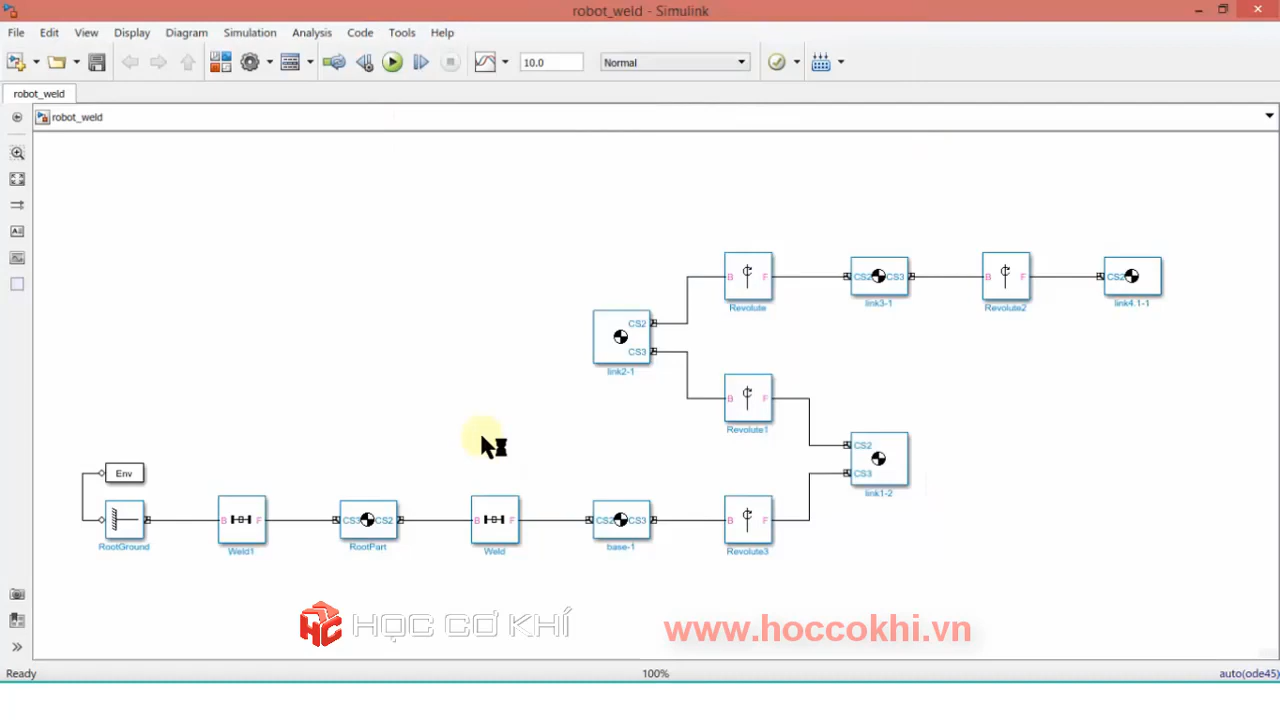 robot_weld - Simulink
File Edit View Display Diagram Simulation Analysis Code Tools Help
10.0 Normal
robot_weld
robot_weld
B F
Revolute
CS2 CS3
link3-1
B F
Revolute2
CS2
link4.1-1
CS2
CS3
link2-1
B F
Revolute1
CS2
CS3
link1-2
Env
RootGround
B F
Weld1
CS3 CS2
RootPart
B F
Weld
CS2 CS3
base-1
B F
Revolute3
HỌC CƠ KHÍ
www.hoccokhi.vn
Ready 100% auto(ode45)